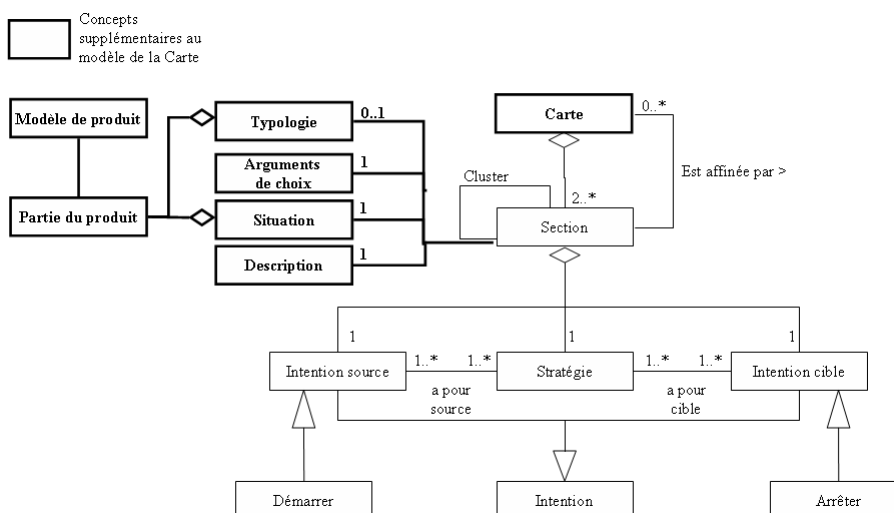 Concepts
supplémentaires au
modèle de la Carte
Modèle de produit
Typologie
0..1
Carte
0..*
Arguments
de choix
1
Cluster
Est affinée par >
2..*
Partie du produit
Situation
1
Section
Description
1
1
1
1
Intention source
1..*
1..*
Stratégie
1..*
1..*
Intention cible
a pour
source
a pour
cible
Démarrer
Intention
Arrêter